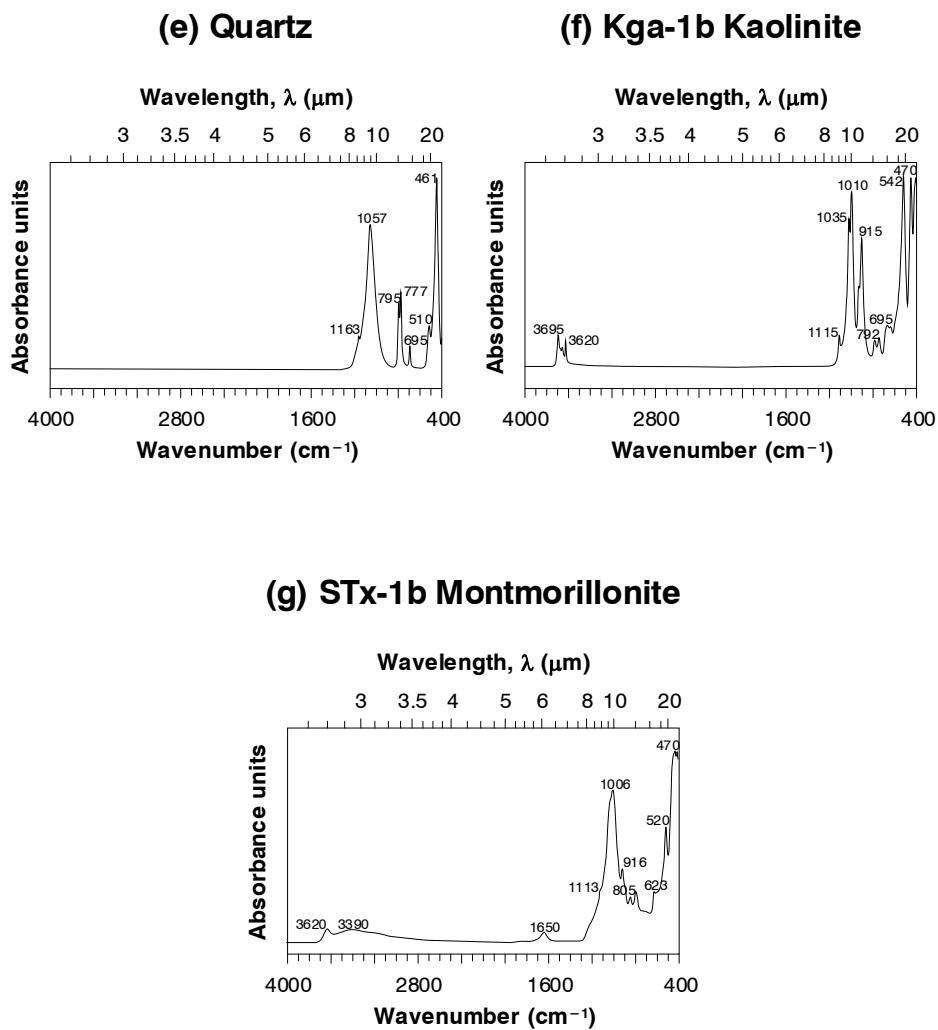 (e) Quartz
Wavelength, λ (μm)
3 3.5 4 5 6 8 10 20
Absorbance units
461
1057
795 777
510
1163
695
4000 2800 1600 400
Wavenumber (cm⁻¹)
(f) Kga-1b Kaolinite
Wavelength, λ (μm)
3 3.5 4 5 6 8 10 20
Absorbance units
470
542
1010
1035
915
3695
3620
1115
792
695
4000 2800 1600 400
Wavenumber (cm⁻¹)
(g) STx-1b Montmorillonite
Wavelength, λ (μm)
3 3.5 4 5 6 8 10 20
Absorbance units
470
1006
520
916
1113
805
623
3620 3390
1650
4000 2800 1600 400
Wavenumber (cm⁻¹)